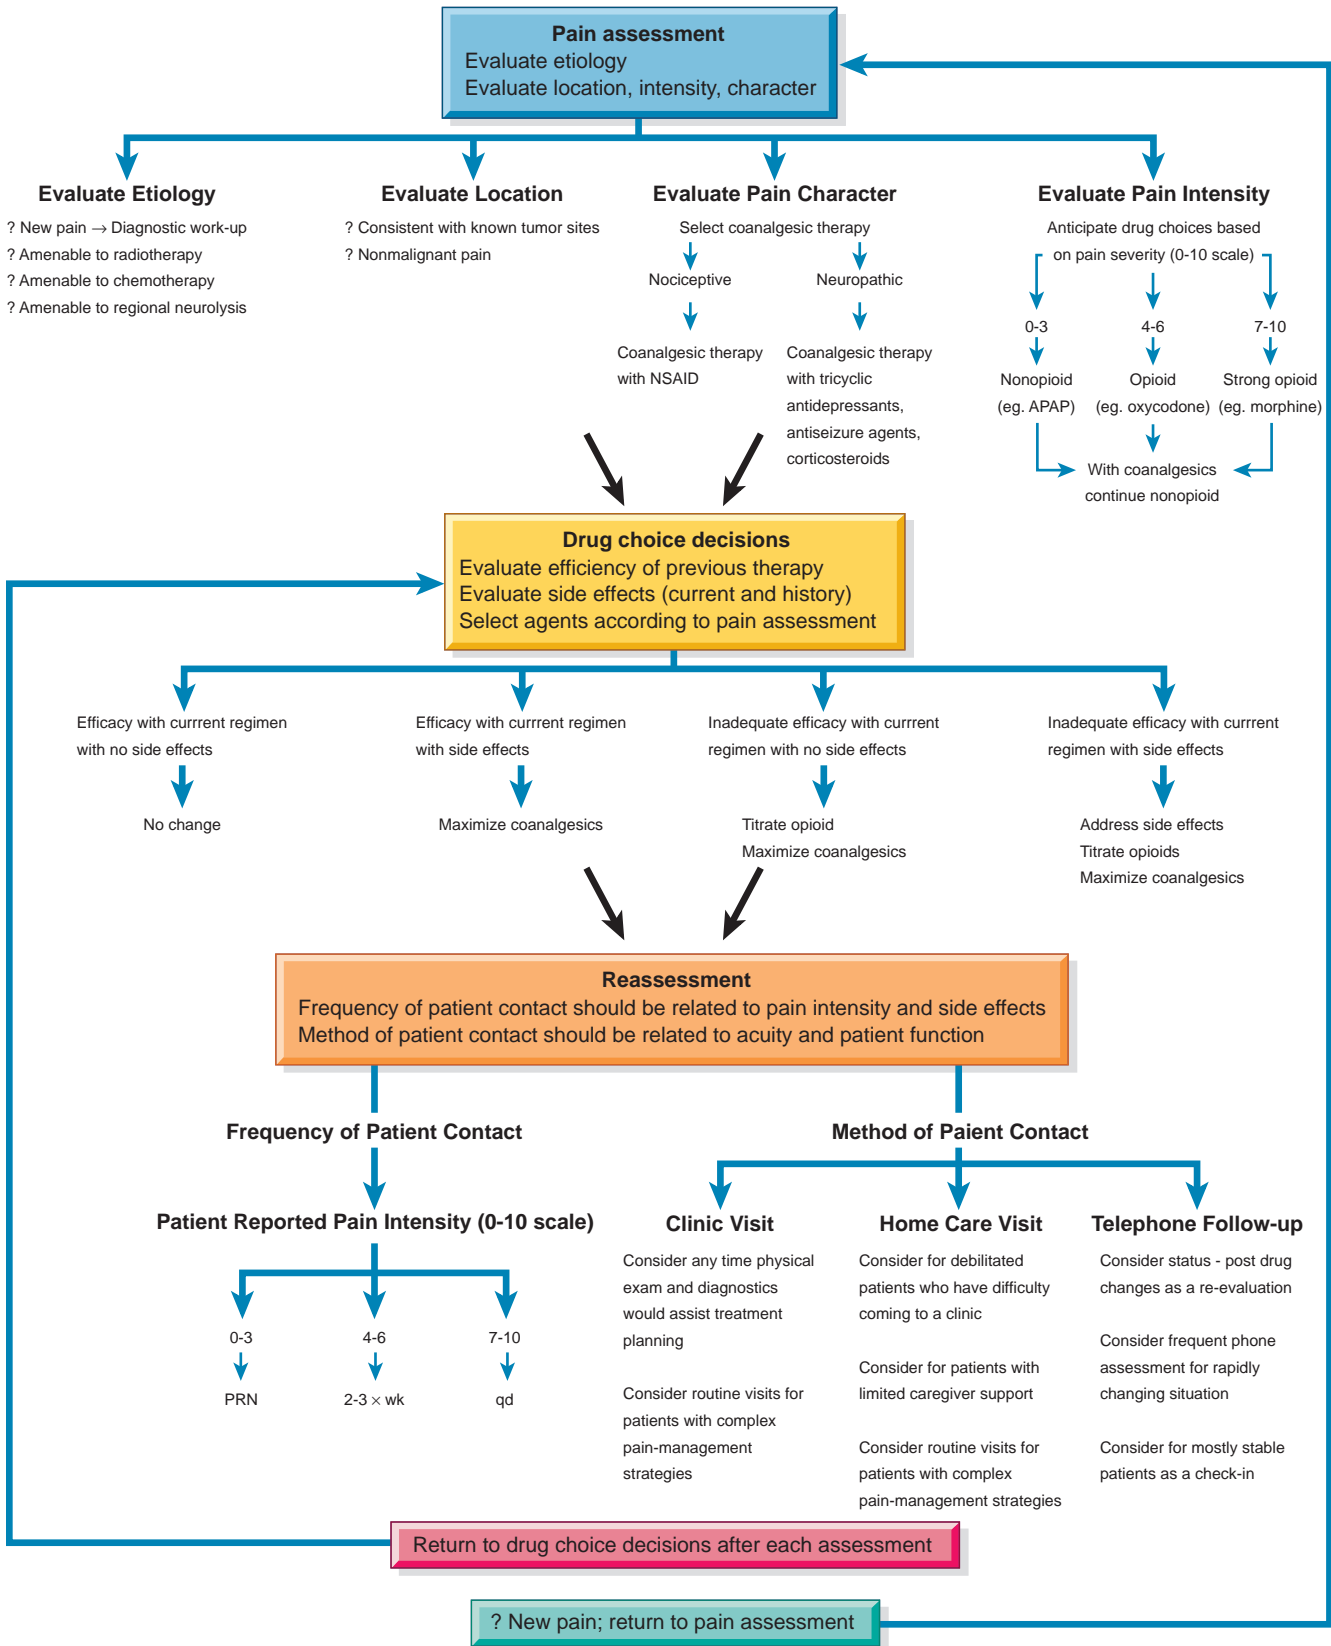 Pain assessment
Evaluate etiology
Evaluate location, intensity, character
Evaluate Etiology
? New pain → Diagnostic work-up
? Amenable to radiotherapy
? Amenable to chemotherapy
? Amenable to regional neurolysis
Evaluate Location
? Consistent with known tumor sites
? Nonmalignant pain
Evaluate Pain Character
Select coanalgesic therapy
Nociceptive
Coanalgesic therapy
with NSAID
Neuropathic
Coanalgesic therapy
with tricyclic
antidepressants,
antiseizure agents,
corticosteroids
Evaluate Pain Intensity
Anticipate drug choices based
on pain severity (0-10 scale)
0-3
Nonopioid
(eg. APAP)
4-6
Opioid
(eg. oxycodone)
7-10
Strong opioid
(eg. morphine)
With coanalgesics
continue nonopioid
Drug choice decisions
Evaluate efficiency of previous therapy
Evaluate side effects (current and history)
Select agents according to pain assessment
Efficacy with currrent regimen
with no side effects
No change
Efficacy with currrent regimen
with side effects
Maximize coanalgesics
Inadequate efficacy with currrent
regimen with no side effects
Titrate opioid
Maximize coanalgesics
Inadequate efficacy with currrent
regimen with side effects
Address side effects
Titrate opioids
Maximize coanalgesics
Reassessment
Frequency of patient contact should be related to pain intensity and side effects
Method of patient contact should be related to acuity and patient function
Frequency of Patient Contact
Patient Reported Pain Intensity (0-10 scale)
0-3
PRN
4-6
2-3 × wk
7-10
qd
Method of Paient Contact
Clinic Visit
Consider any time physical
exam and diagnostics
would assist treatment
planning
Consider routine visits for
patients with complex
pain-management
strategies
Home Care Visit
Consider for debilitated
patients who have difficulty
coming to a clinic
Consider for patients with
limited caregiver support
Consider routine visits for
patients with complex
pain-management strategies
Telephone Follow-up
Consider status - post drug
changes as a re-evaluation
Consider frequent phone
assessment for rapidly
changing situation
Consider for mostly stable
patients as a check-in
Return to drug choice decisions after each assessment
? New pain; return to pain assessment